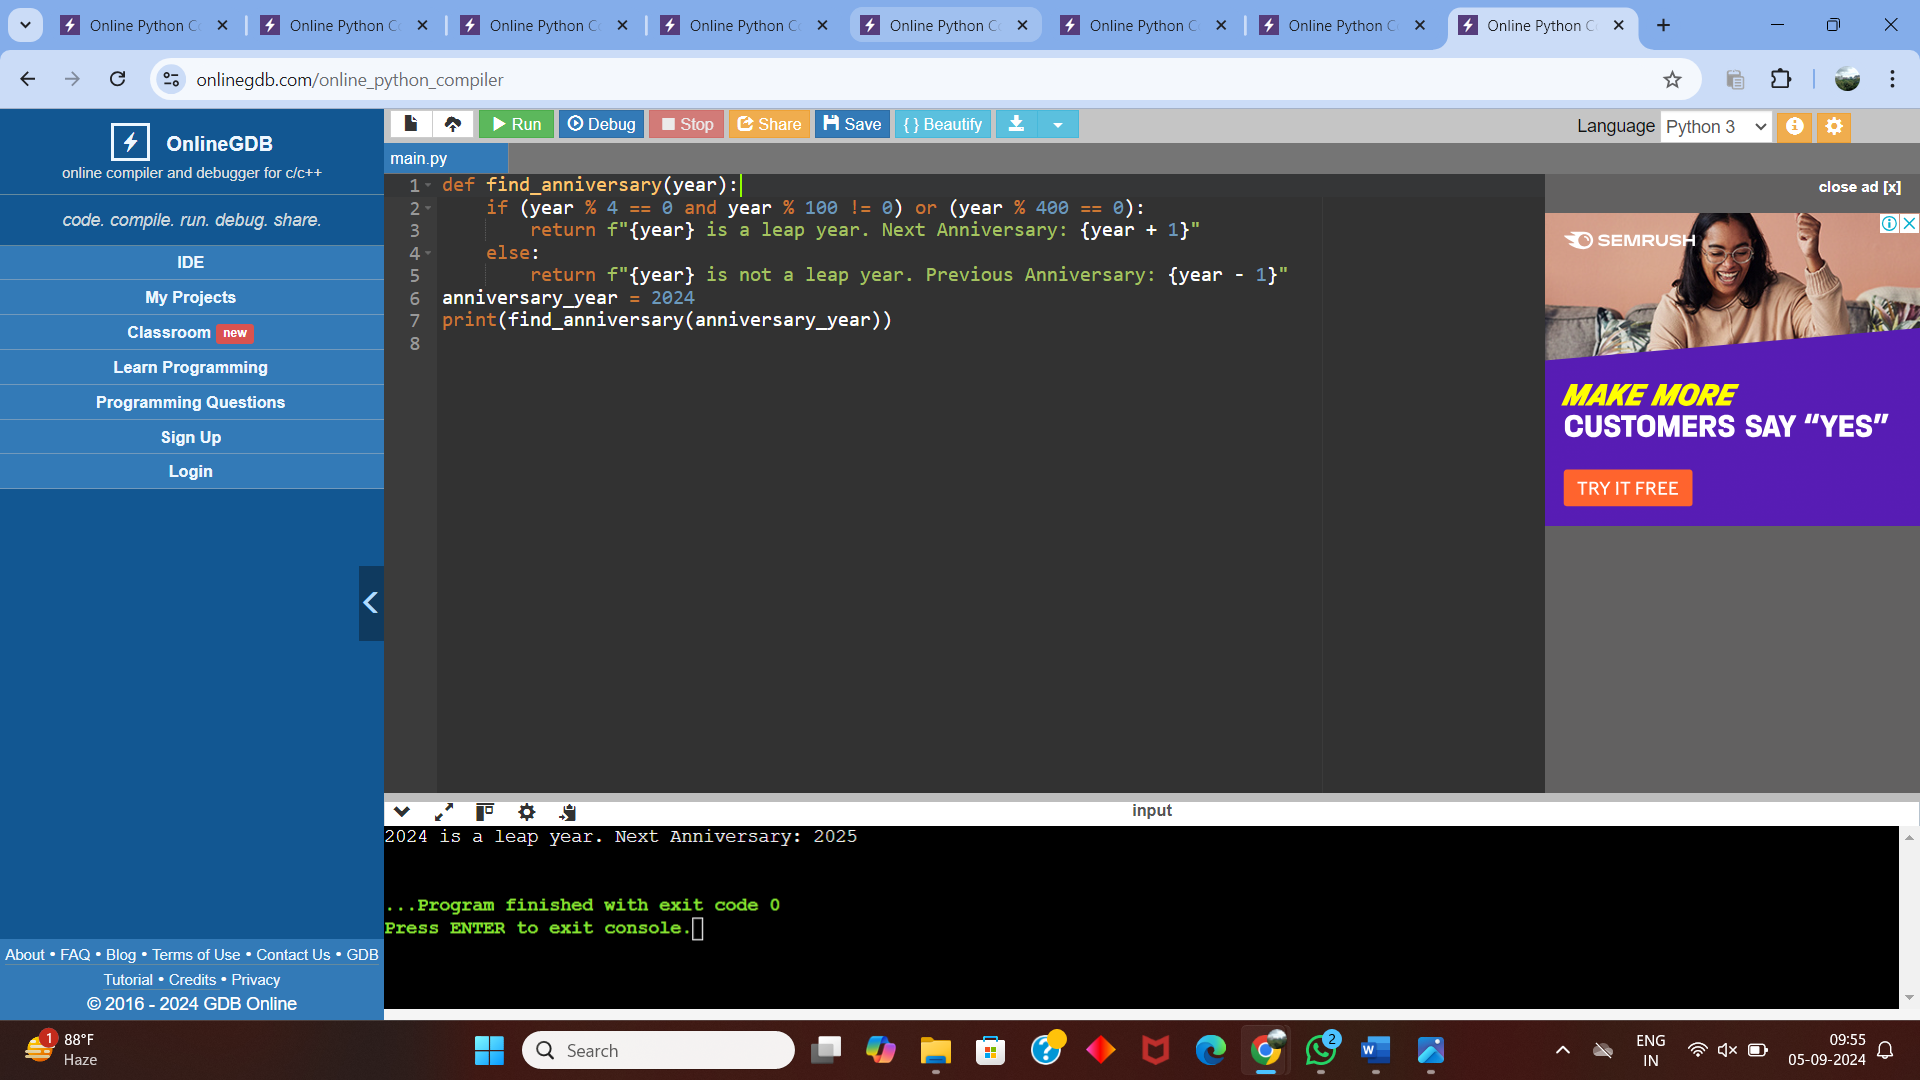 Online Python C
Online Python C
Online Python C
Online Python C
Online Python C
Online Python C
Online Python C
Online Python C
onlinegdb.com/online_python_compiler
OnlineGDB
online compiler and debugger for c/c++
code. compile. run. debug. share.
IDE
My Projects
Classroom new
Learn Programming
Programming Questions
Sign Up
Login
About • FAQ • Blog • Terms of Use • Contact Us • GDB
Tutorial • Credits • Privacy
© 2016 - 2024 GDB Online
Run Debug Stop Share Save { } Beautify
Language Python 3
main.py
1 def find_anniversary(year):
2     if (year % 4 == 0 and year % 100 != 0) or (year % 400 == 0):
3         return f"{year} is a leap year. Next Anniversary: {year + 1}"
4     else:
5         return f"{year} is not a leap year. Previous Anniversary: {year - 1}"
6 anniversary_year = 2024
7 print(find_anniversary(anniversary_year))
8
close ad [x]
SEMRUSH
MAKE MORE
CUSTOMERS SAY “YES”
TRY IT FREE
input
2024 is a leap year. Next Anniversary: 2025
...Program finished with exit code 0
Press ENTER to exit console.
1
88°F
Haze
Search
2
ENG
IN
09:55
05-09-2024